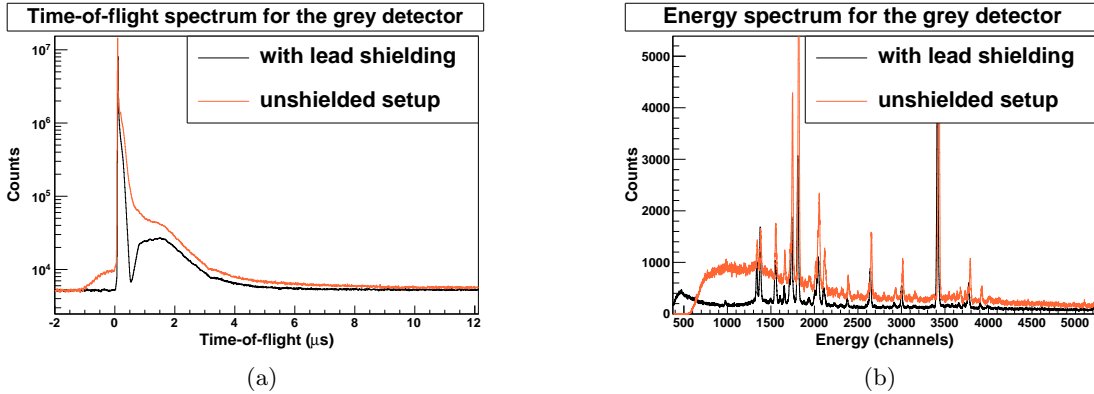 Time-of-flight spectrum for the grey detector
Counts
10⁷
10⁶
10⁵
10⁴
with lead shielding
unshielded setup
-2 0 2 4 6 8 10 12
Time-of-flight (μs)
(a)
Energy spectrum for the grey detector
Counts
5000
4000
3000
2000
1000
0
with lead shielding
unshielded setup
500 1000 1500 2000 2500 3000 3500 4000 4500 5000
Energy (channels)
(b)